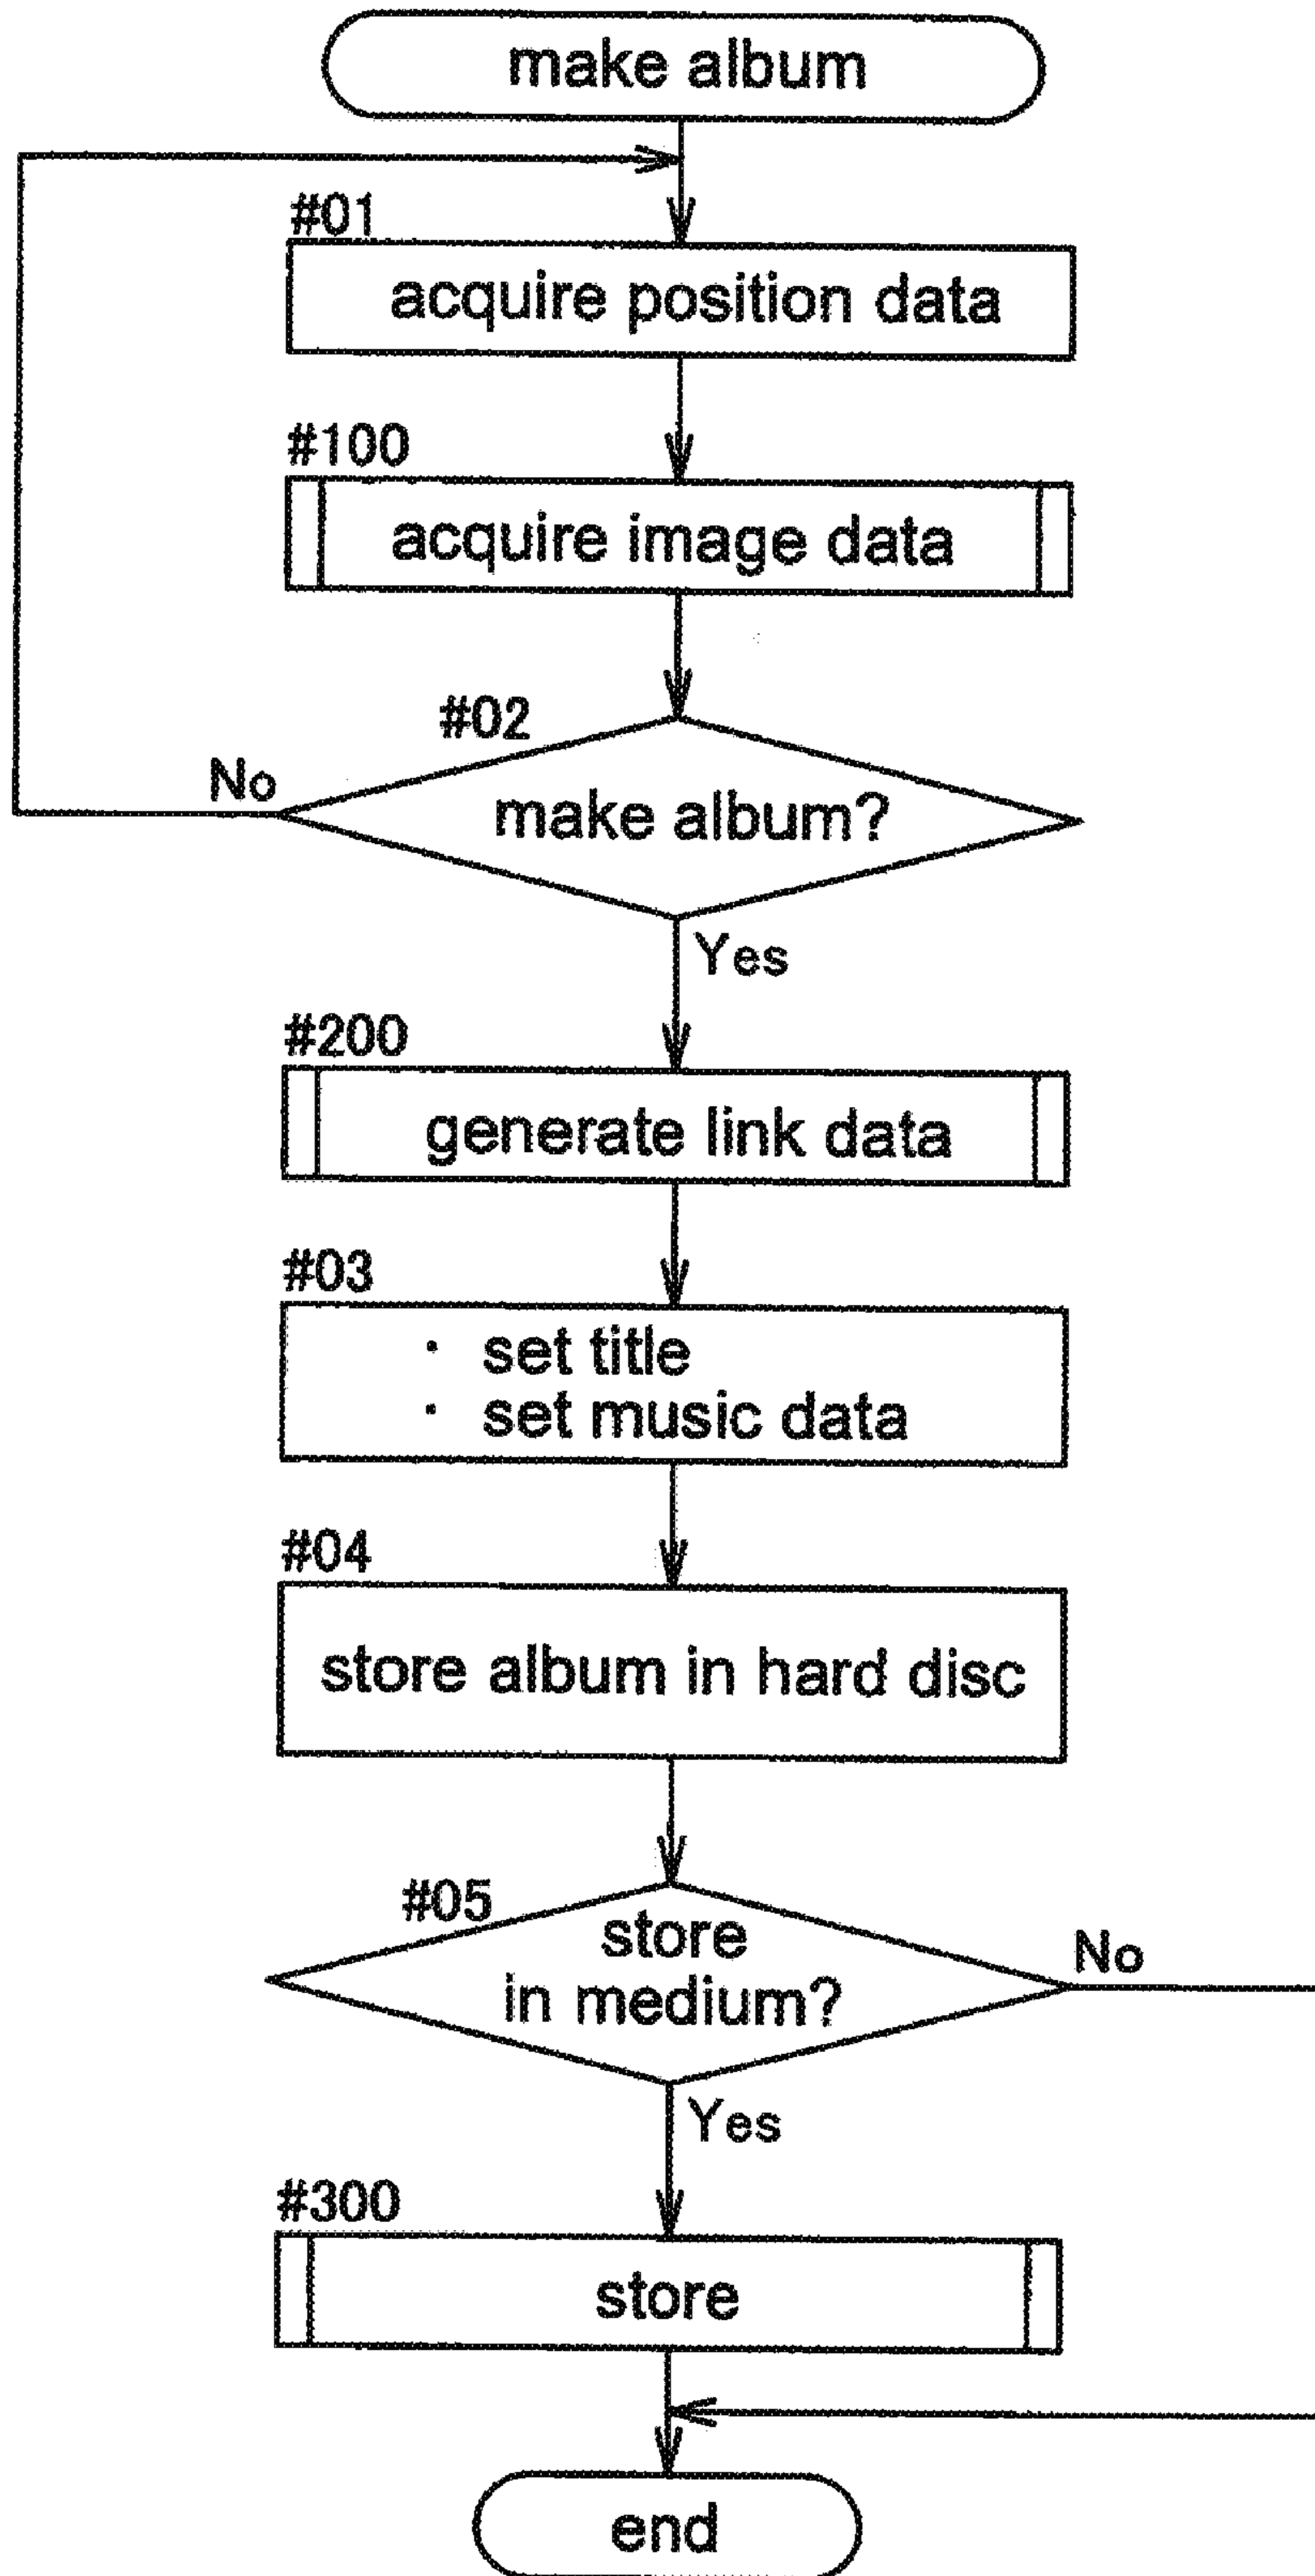 make album
#01
acquire position data
#100
acquire image data
#02
No
make album?
Yes
#200
generate link data
#03
· set title
· set music data
#04
store album in hard disc
#05
store
in medium?
No
Yes
#300
store
end